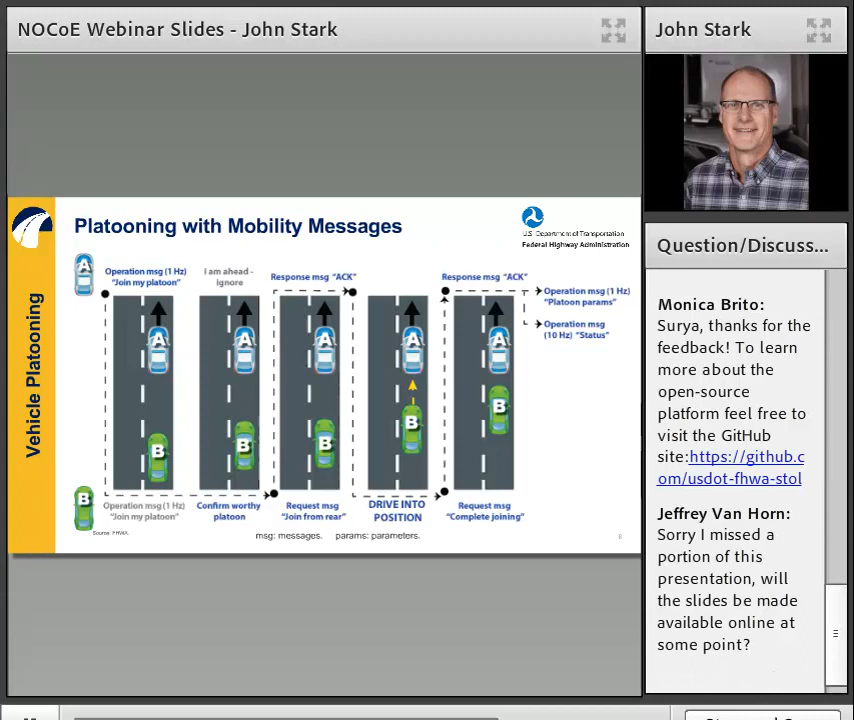 NOCoE Webinar Slides - John Stark
John Stark
Platooning with Mobility Messages
U.S. Department of Transportation
Federal Highway Administration
Vehicle Platooning
A
Operation msg (1 Hz)
"Join my platoon"
I am ahead -
ignore
Response msg "ACK"
Response msg "ACK"
Operation msg (1 Hz)
"Platoon params"
Operation msg
(10 Hz) "Status"
A
A
A
A
A
B
B
B
B
B
B
Operation msg (1 Hz)
"Join my platoon"
Confirm worthy
platoon
Request msg
"Join from rear"
DRIVE INTO
POSITION
Request msg
"Complete joining"
Source: FHWA.
msg: messages. params: parameters.
8
Question/Discuss...
Monica Brito:
Surya, thanks for the
feedback! To learn
more about the
open-source
platform feel free to
visit the GitHub
site:https://github.c
om/usdot-fhwa-stol
Jeffrey Van Horn:
Sorry I missed a
portion of this
presentation, will
the slides be made
available online at
some point?